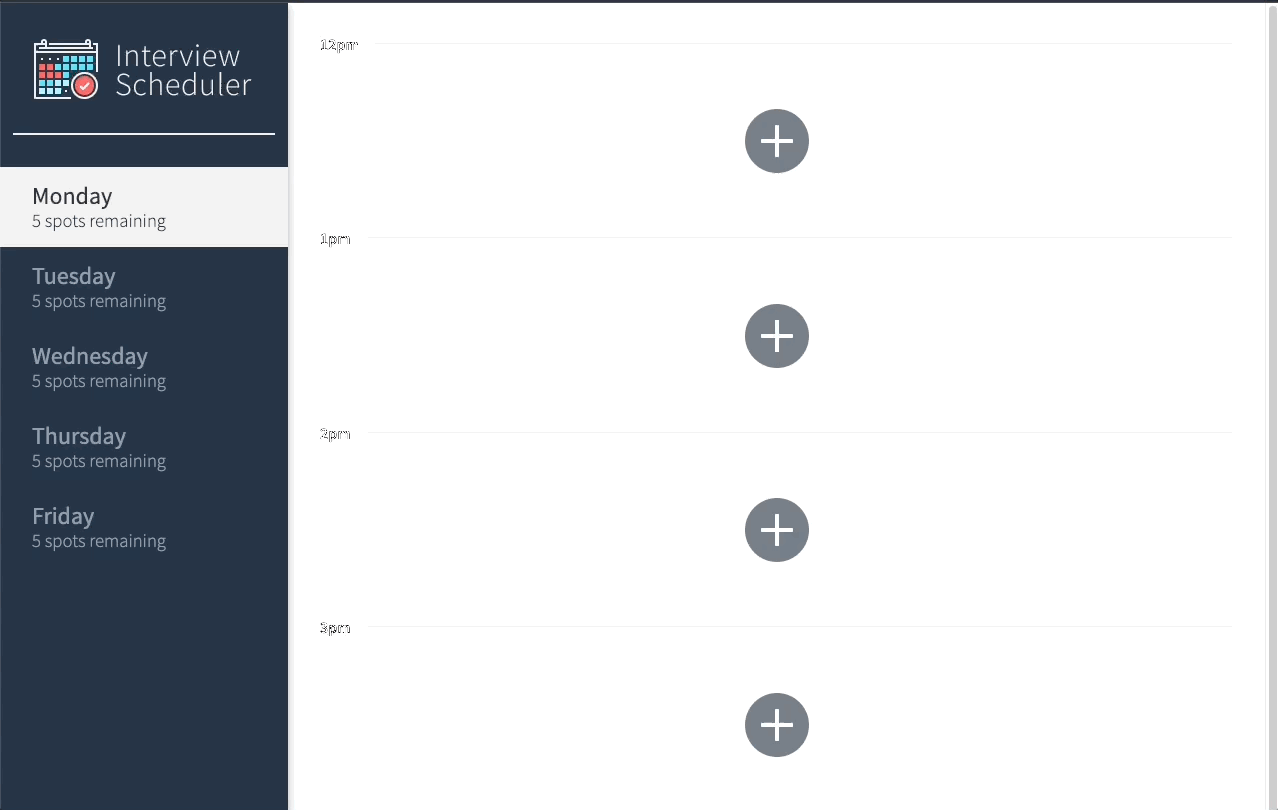 Interview
Scheduler
Monday
5 spots remaining
Tuesday
5 spots remaining
Wednesday
5 spots remaining
Thursday
5 spots remaining
Friday
5 spots remaining
12pm
1pm
2pm
3pm